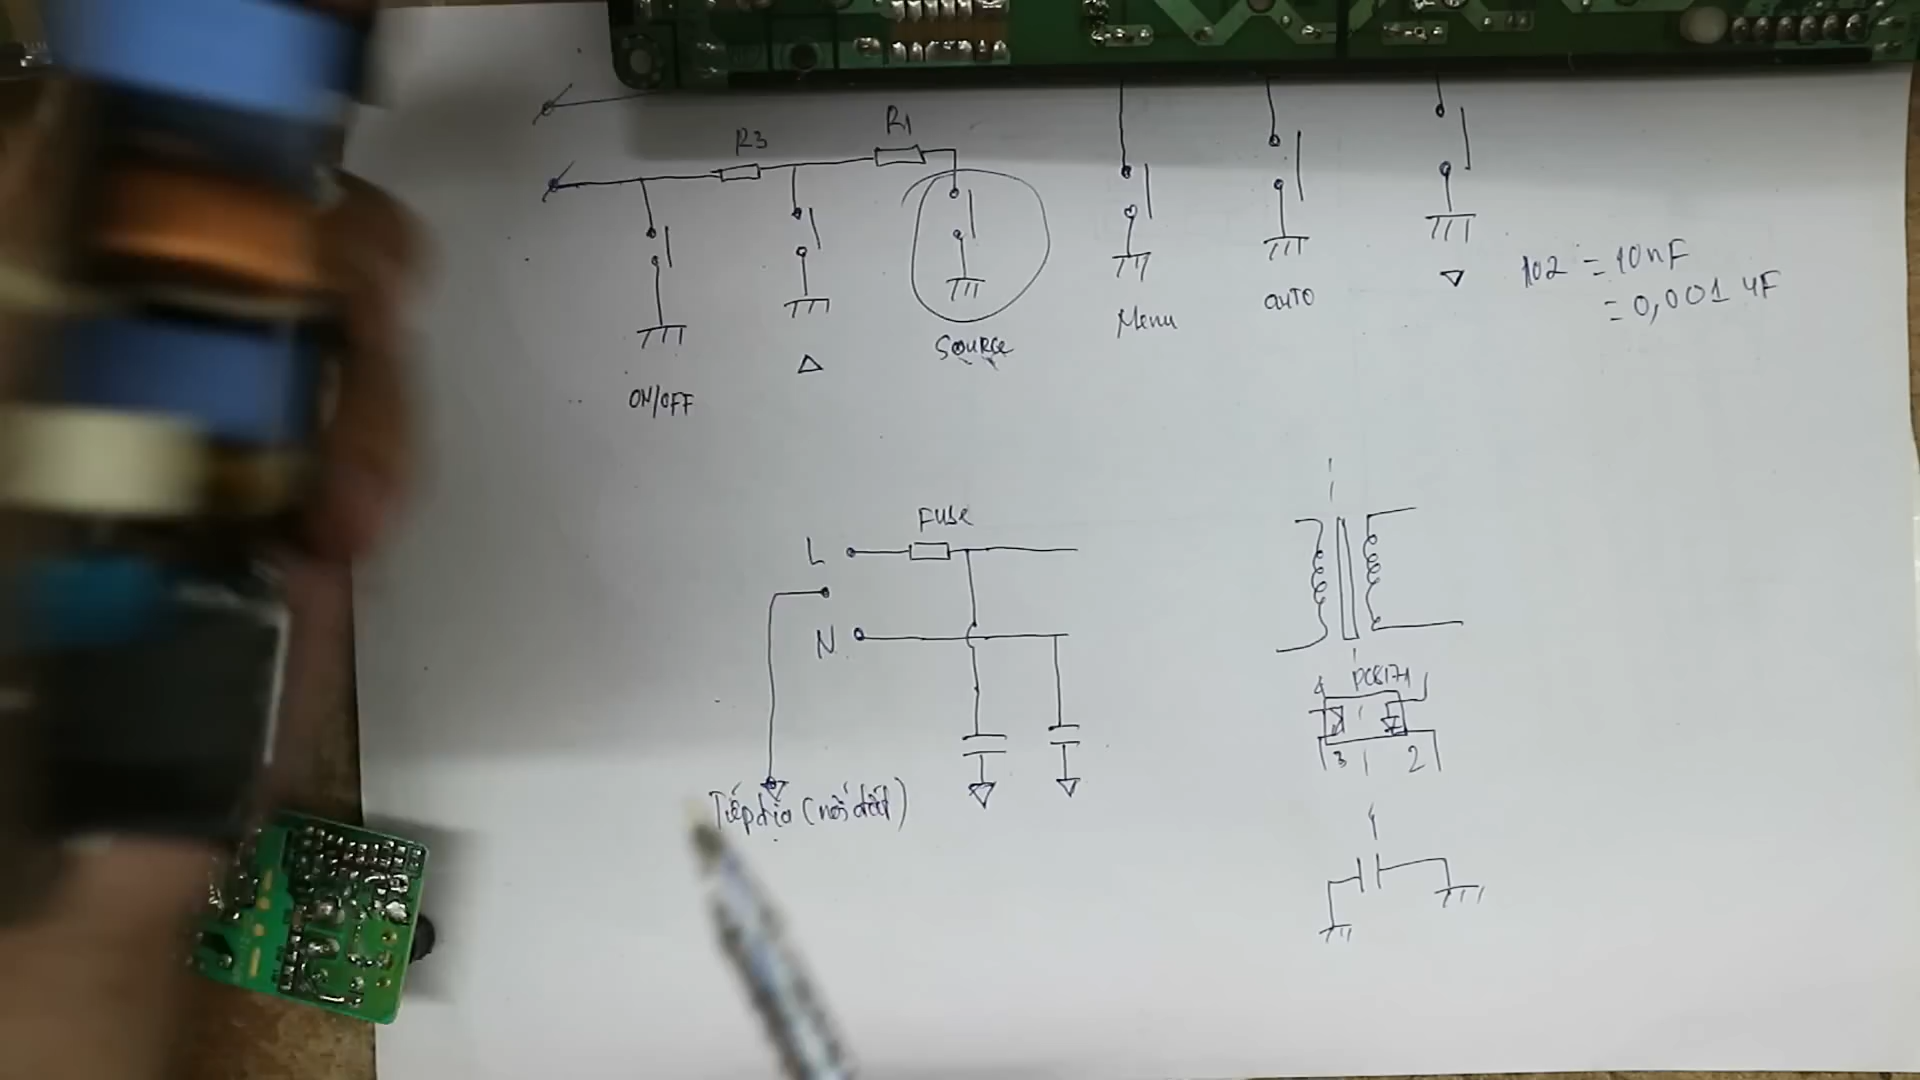 R3
R1
ON/OFF
△
SOURCE
Menu
auto
▽
102 = 10nF
= 0,001 uF
Fuse
L
N
Tiếp địa (nối đất)
4
PC817
1
3
2